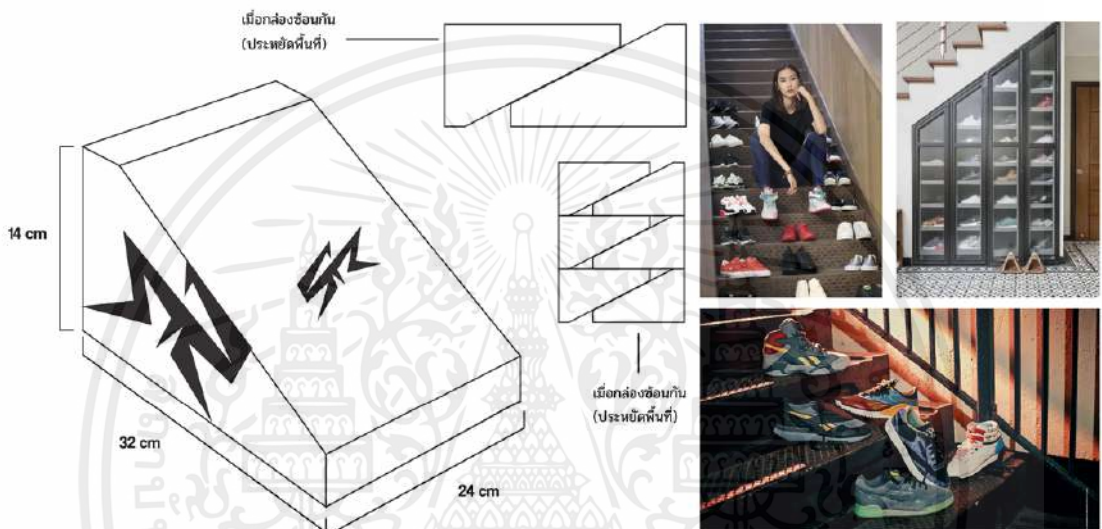 เมื่อกล่องซ้อนกัน
(ประหยัดพื้นที่)
14 cm
32 cm
24 cm
เมื่อกล่องซ้อนกัน
(ประหยัดพื้นที่)